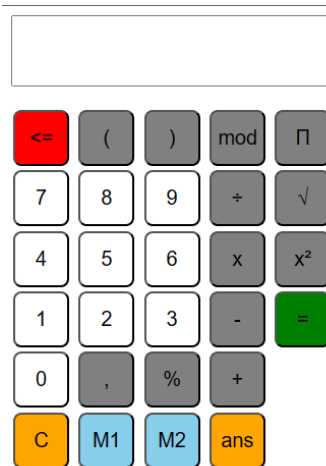 <= ( ) mod Π
7 8 9 ÷ √
4 5 6 x x²
1 2 3 - =
0 , % +
C M1 M2 ans